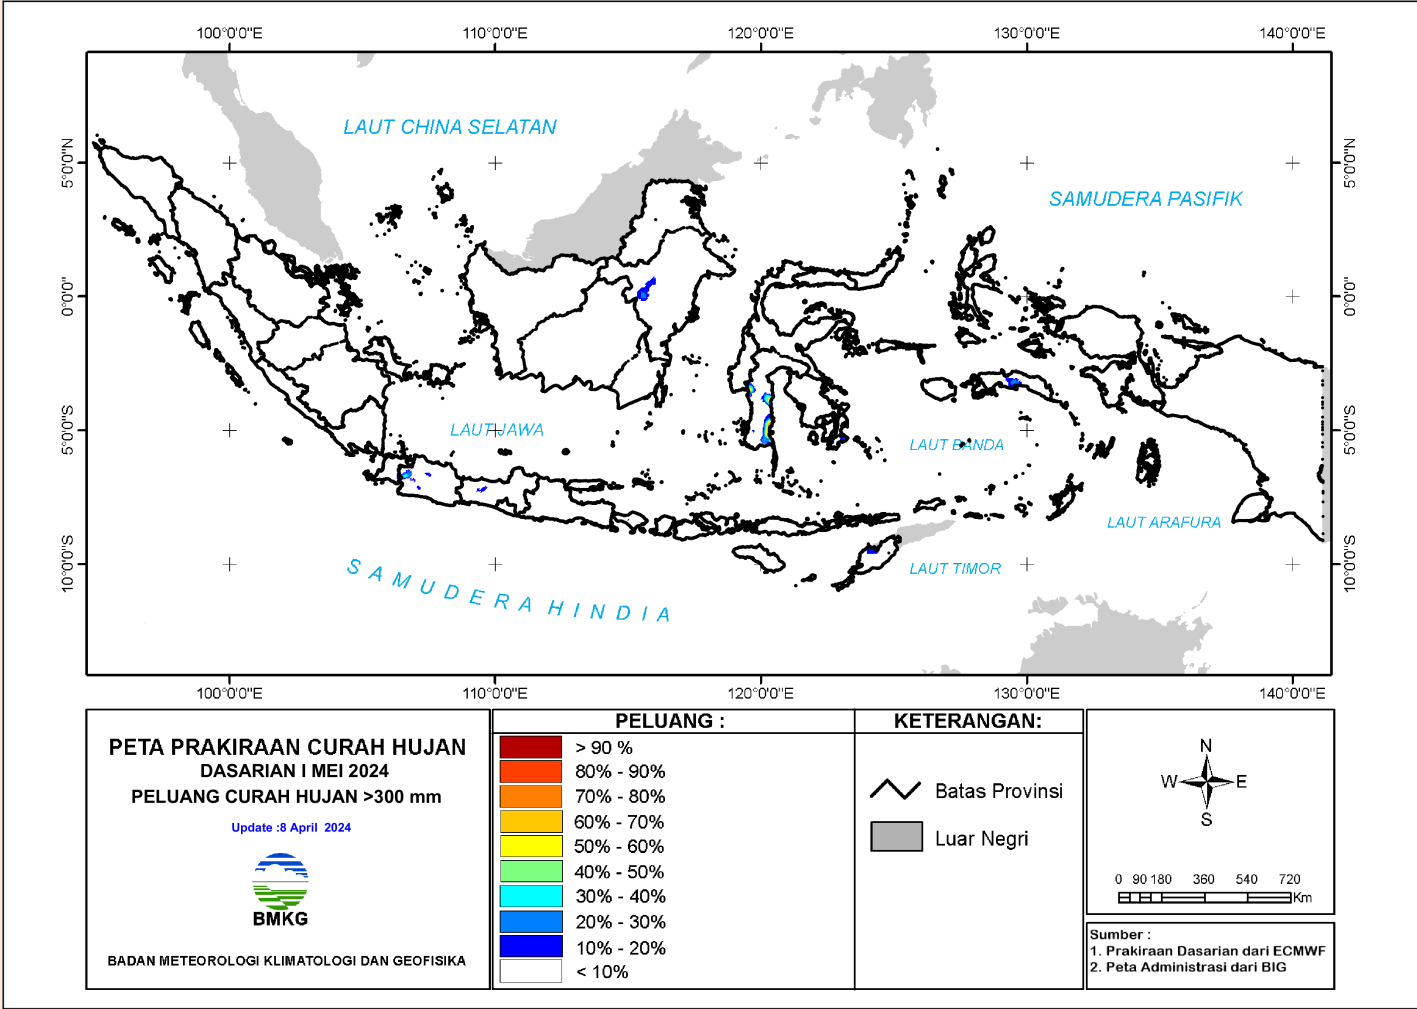 100°0'0"E 110°0'0"E 120°0'0"E 130°0'0"E 140°0'0"E
5°0'0"N
0°0'0"
5°0'0"S
10°0'0"S
LAUT CHINA SELATAN
SAMUDERA PASIFIK
LAUT JAWA
LAUT BANDA
LAUT ARAFURA
LAUT TIMOR
SAMUDERA HINDIA
5°0'0"N
0°0'0"
5°0'0"S
10°0'0"S
100°0'0"E 110°0'0"E 120°0'0"E 130°0'0"E 140°0'0"E
PETA PRAKIRAAN CURAH HUJAN
DASARIAN I MEI 2024
PELUANG CURAH HUJAN >300 mm
Update :8 April 2024
BMKG
BADAN METEOROLOGI KLIMATOLOGI DAN GEOFISIKA
PELUANG :
> 90 %
80% - 90%
70% - 80%
60% - 70%
50% - 60%
40% - 50%
30% - 40%
20% - 30%
10% - 20%
< 10%
KETERANGAN:
Batas Provinsi
Luar Negri
N
W E
S
0 90 180 360 540 720
Km
Sumber :
1. Prakiraan Dasarian dari ECMWF
2. Peta Administrasi dari BIG